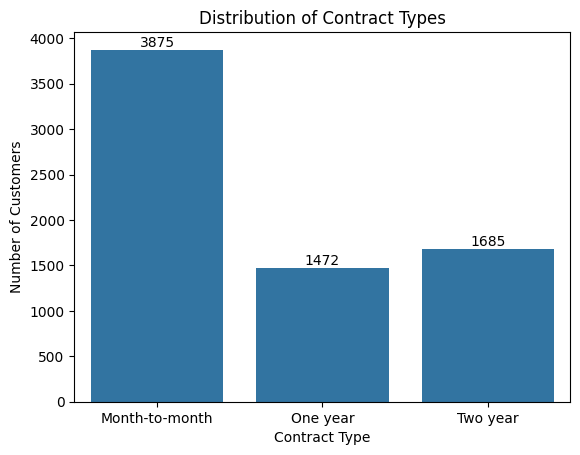 Distribution of Contract Types
4000
3500
3000
2500
2000
1500
1000
500
0
Number of Customers
3875
1472
1685
Month-to-month
One year
Two year
Contract Type